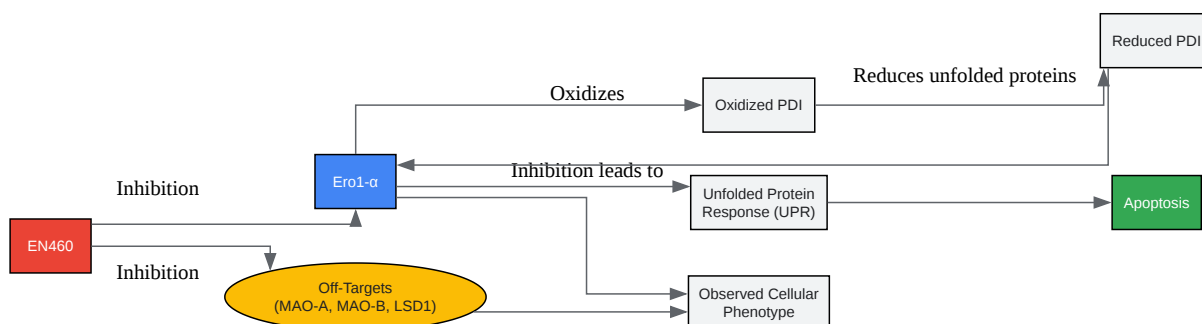 Reduced PDI
Reduces unfolded proteins
Oxidizes
Oxidized PDI
Inhibition leads to
Ero1-α
Inhibition
Unfolded Protein
Response (UPR)
Apoptosis
EN460
Inhibition
Off-Targets
(MAO-A, MAO-B, LSD1)
Observed Cellular
Phenotype